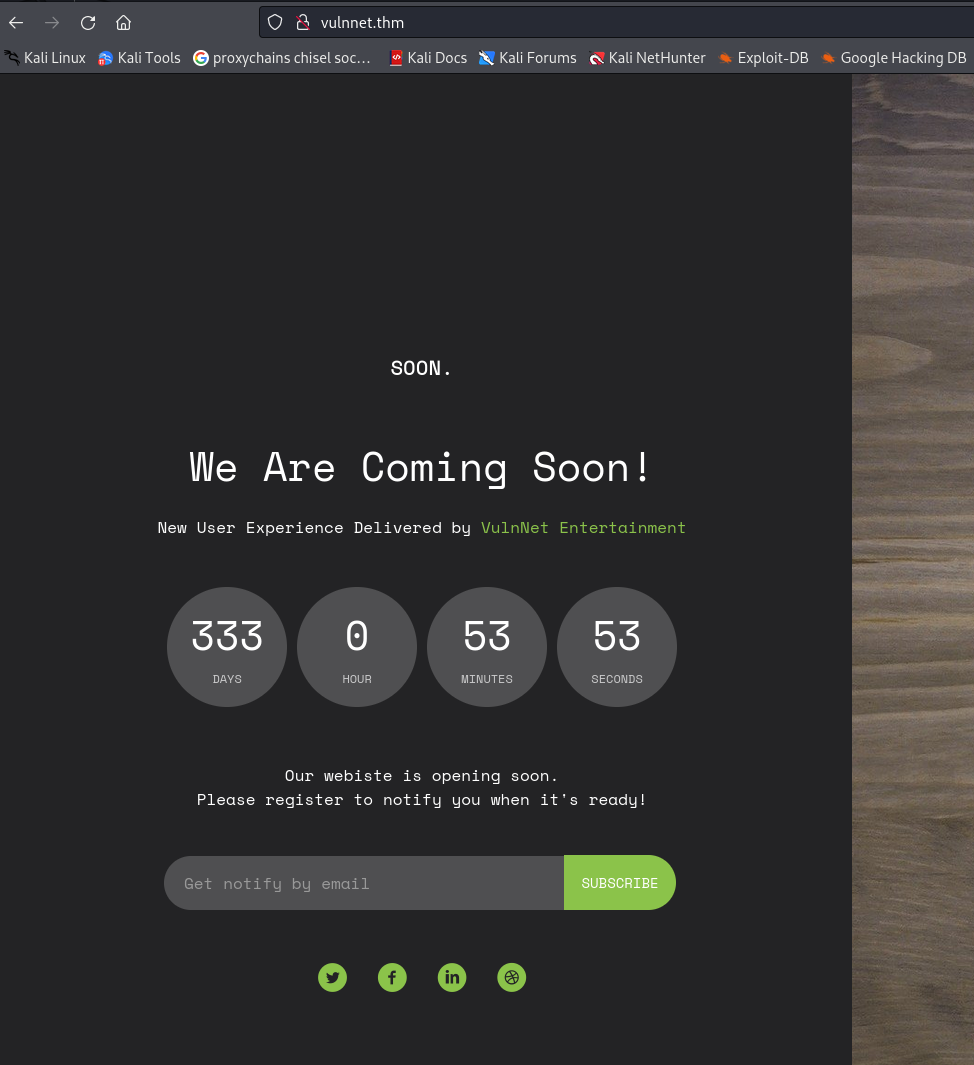 vulnnet.thm
Kali Linux Kali Tools proxychains chisel soc... Kali Docs Kali Forums Kali NetHunter Exploit-DB Google Hacking DB
SOON.
We Are Coming Soon!
New User Experience Delivered by VulnNet Entertainment
333 0 53 53
DAYS HOUR MINUTES SECONDS
Our webiste is opening soon.
Please register to notify you when it's ready!
Get notify by email SUBSCRIBE